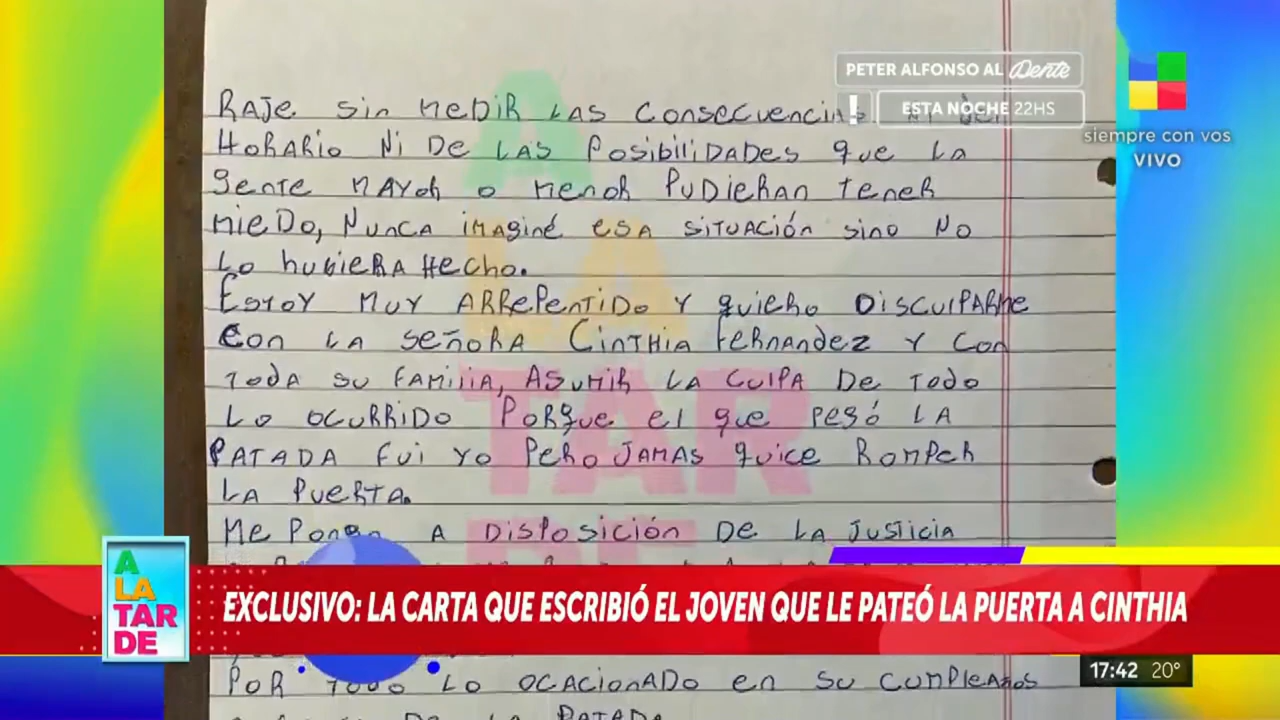 PETER ALFONSO AL Dente
! ESTA NOCHE 22HS
siempre con vos
VIVO
RAJE sin MEDIR LAS CONSECUENCIAS
HORARIO Ni DE LAS POSIBILIDADES que LA
gente MAYOR o menor PUDIERAN tener
MIEDO, NUNCA imaginé esa situación sino NO
Lo hubiera Hecho.
Estoy MUY ARREPENTIDO Y quiero DISCULPARME
con LA señora Cinthia Fernandez Y con
Toda su Familia, Asumir LA CULPA DE TODO
Lo OCURRIDO PORque el que pegó LA
PATADA fui yo Pero JAMAS quice Romper
LA Puerta.
Me Pongo A DISPOSICIÓN DE LA JUSTICIA
A LA TAR DE
EXCLUSIVO: LA CARTA QUE ESCRIBIÓ EL JOVEN QUE LE PATEÓ LA PUERTA A CINTHIA
17:42 20°
POR TODO LO OCACIONADO en su cumpleaños
DE LA PATADA